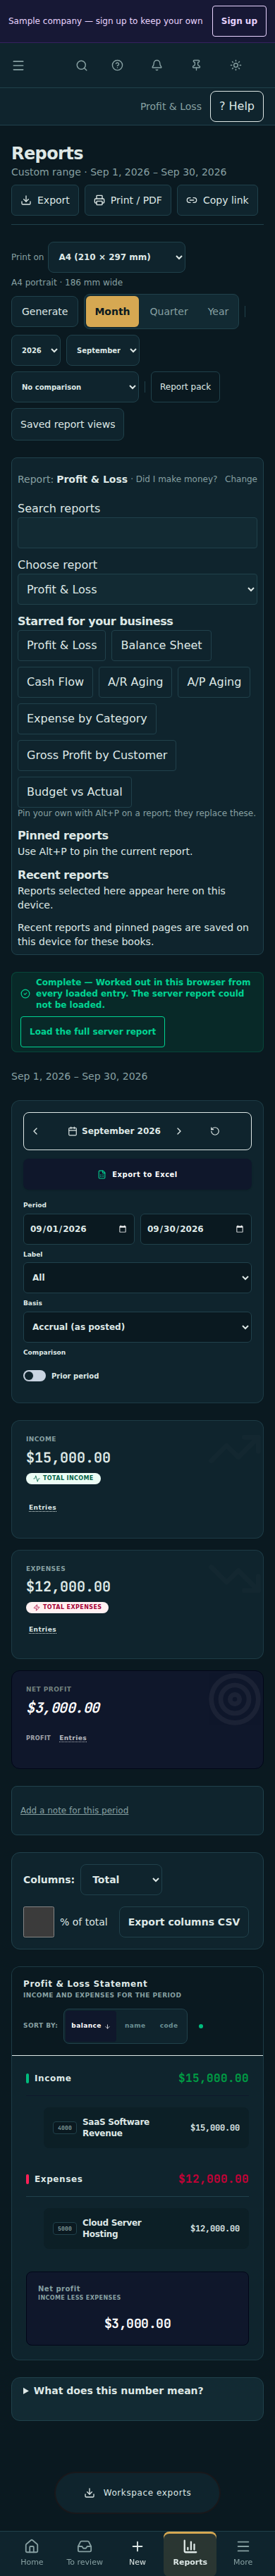 Sample company — sign up to keep your own
Sign up
Profit & Loss
? Help
Reports
Custom range · Sep 1, 2026 – Sep 30, 2026
Export
Print / PDF
Copy link
Print on
A4 (210 × 297 mm)
A4 portrait · 186 mm wide
Generate
Month
Quarter
Year
2026
September
No comparison
Report pack
Saved report views
Report: Profit & Loss · Did I make money?
Change
Search reports
Choose report
Profit & Loss
Starred for your business
Profit & Loss
Balance Sheet
Cash Flow
A/R Aging
A/P Aging
Expense by Category
Gross Profit by Customer
Budget vs Actual
Pin your own with Alt+P on a report; they replace these.
Pinned reports
Use Alt+P to pin the current report.
Recent reports
Reports selected here appear here on this
device.
Recent reports and pinned pages are saved on
this device for these books.
Complete — Worked out in this browser from
every loaded entry. The server report could
not be loaded.
Load the full server report
Sep 1, 2026 – Sep 30, 2026
September 2026
Export to Excel
Period
09/01/2026
09/30/2026
Label
All
Basis
Accrual (as posted)
Comparison
Prior period
INCOME
$15,000.00
TOTAL INCOME
Entries
EXPENSES
$12,000.00
TOTAL EXPENSES
Entries
NET PROFIT
$3,000.00
PROFIT
Entries
Add a note for this period
Columns:
Total
% of total
Export columns CSV
Profit & Loss Statement
INCOME AND EXPENSES FOR THE PERIOD
SORT BY:
balance ↓
name
code
Income
$15,000.00
4000
SaaS Software
Revenue
$15,000.00
Expenses
$12,000.00
5000
Cloud Server
Hosting
$12,000.00
Net profit
INCOME LESS EXPENSES
$3,000.00
What does this number mean?
Workspace exports
Home
To review
New
Reports
More